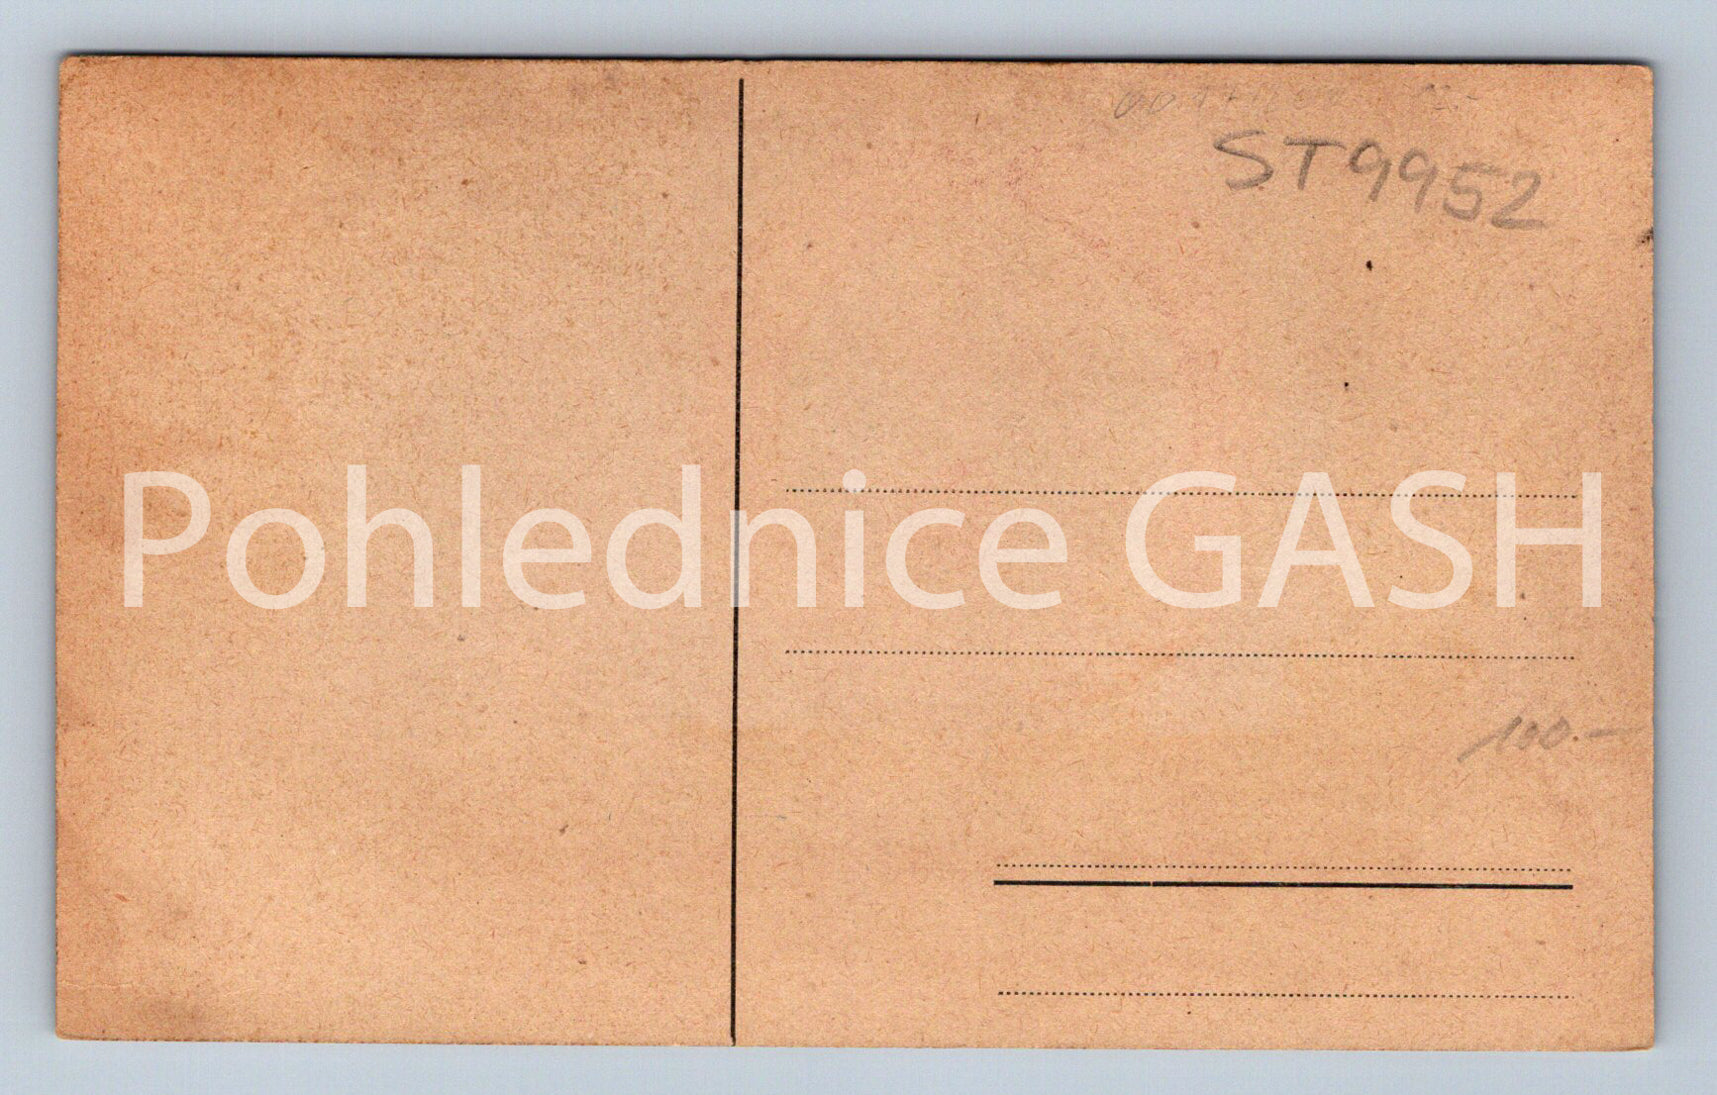 ST9952
Pohlednice GASH
100.-